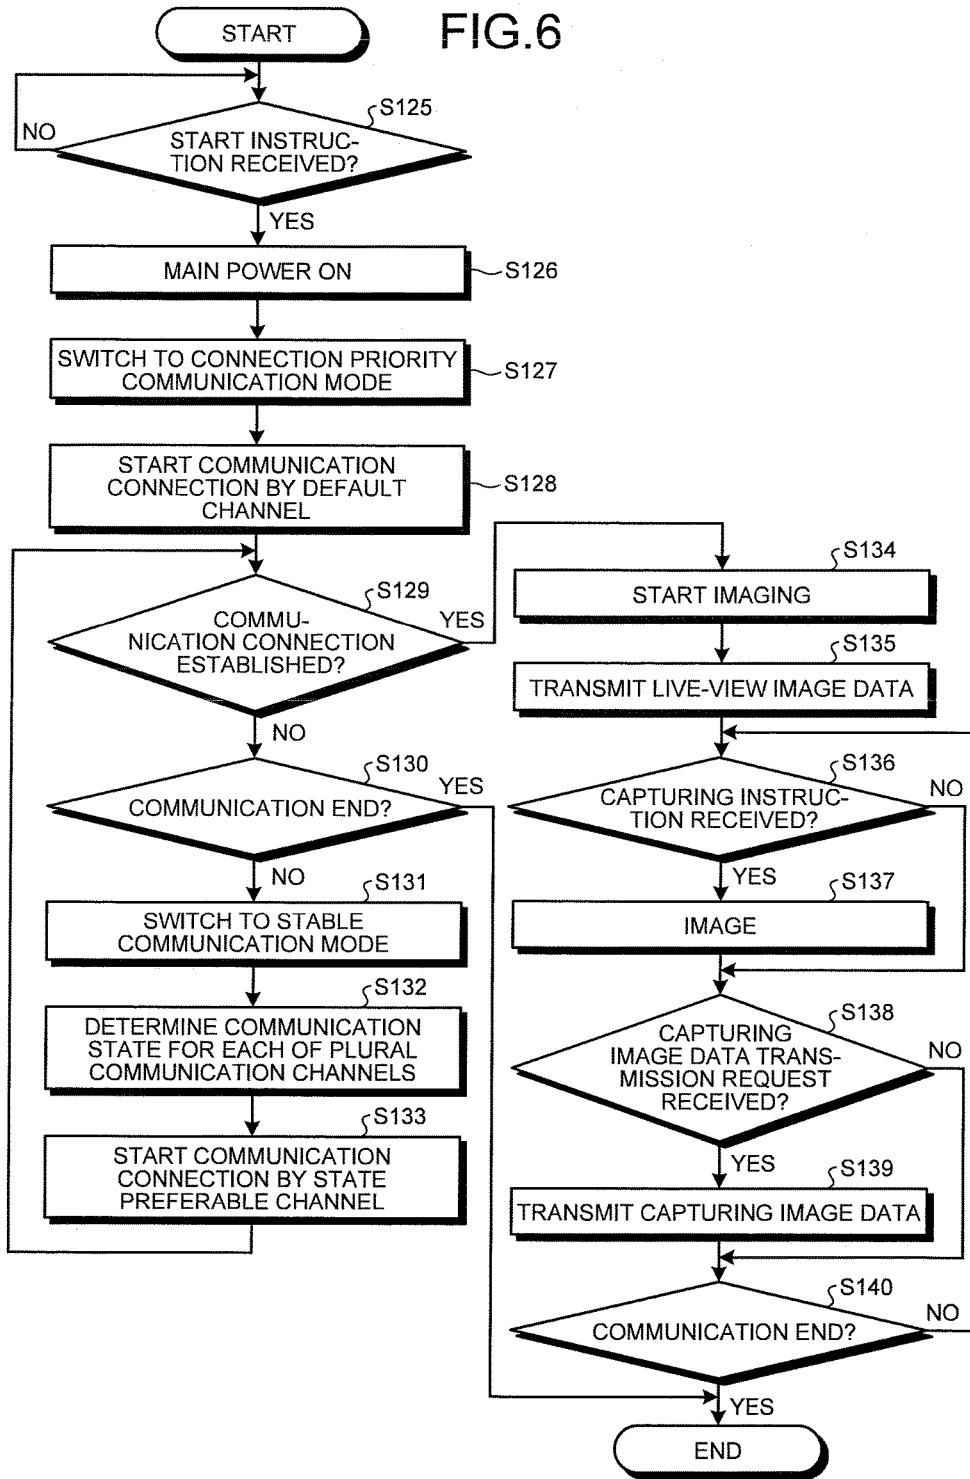 FIG.6
START
S125
NO
START INSTRUC-
TION RECEIVED?
YES
MAIN POWER ON
S126
SWITCH TO CONNECTION PRIORITY
COMMUNICATION MODE
S127
START COMMUNICATION
CONNECTION BY DEFAULT
CHANNEL
S128
S129
COMMU-
NICATION CONNECTION
ESTABLISHED?
YES
NO
S130
COMMUNICATION END?
YES
NO
S131
SWITCH TO STABLE
COMMUNICATION MODE
S132
DETERMINE COMMUNICATION
STATE FOR EACH OF PLURAL
COMMUNICATION CHANNELS
S133
START COMMUNICATION
CONNECTION BY STATE
PREFERABLE CHANNEL
S134
START IMAGING
S135
TRANSMIT LIVE-VIEW IMAGE DATA
S136
CAPTURING INSTRUC-
TION RECEIVED?
NO
YES
S137
IMAGE
S138
CAPTURING
IMAGE DATA TRANS-
MISSION REQUEST
RECEIVED?
NO
YES
S139
TRANSMIT CAPTURING IMAGE DATA
S140
COMMUNICATION END?
NO
YES
END